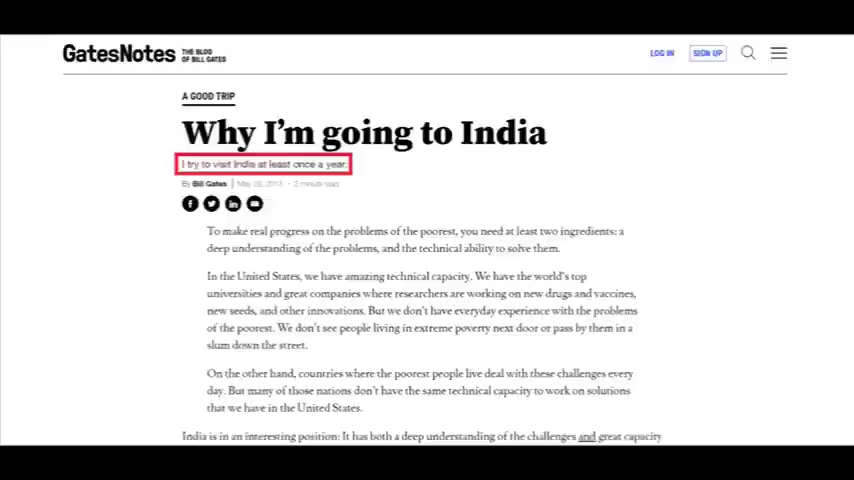 GatesNotes THE BLOG
OF BILL GATES
LOG IN
SIGN UP
A GOOD TRIP
Why I'm going to India
I try to visit India at least once a year.
By Bill Gates | May 2015 • 2 minute read
To make real progress on the problems of the poorest, you need at least two ingredients: a
deep understanding of the problems, and the technical ability to solve them.
In the United States, we have amazing technical capacity. We have the world's top
universities and great companies where researchers are working on new drugs and vaccines,
new seeds, and other innovations. But we don't have everyday experience with the problems
of the poorest. We don't see people living in extreme poverty next door or pass by them in a
slum down the street.
On the other hand, countries where the poorest people live deal with these challenges every
day. But many of those nations don't have the same technical capacity to work on solutions
that we have in the United States.
India is in an interesting position: It has both a deep understanding of the challenges and great capacity